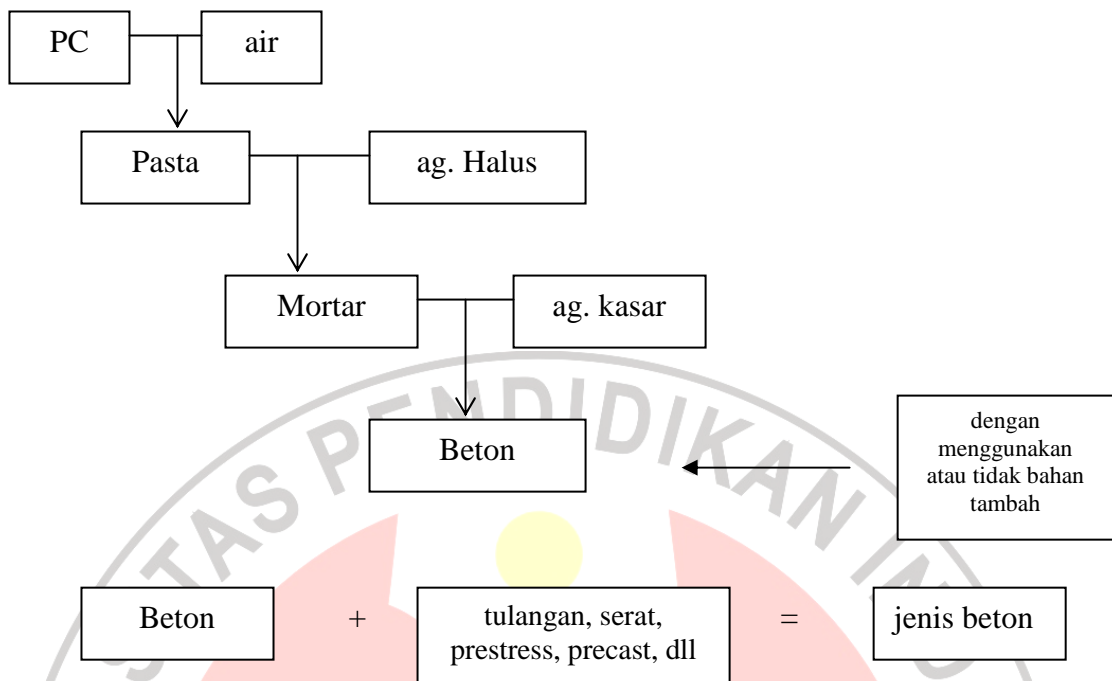 PC
air
Pasta
ag. Halus
Mortar
ag. kasar
Beton
dengan
menggunakan
atau tidak bahan
tambah
Beton
+
tulangan, serat,
prestress, precast, dll
=
jenis beton
PENDIDIKAN